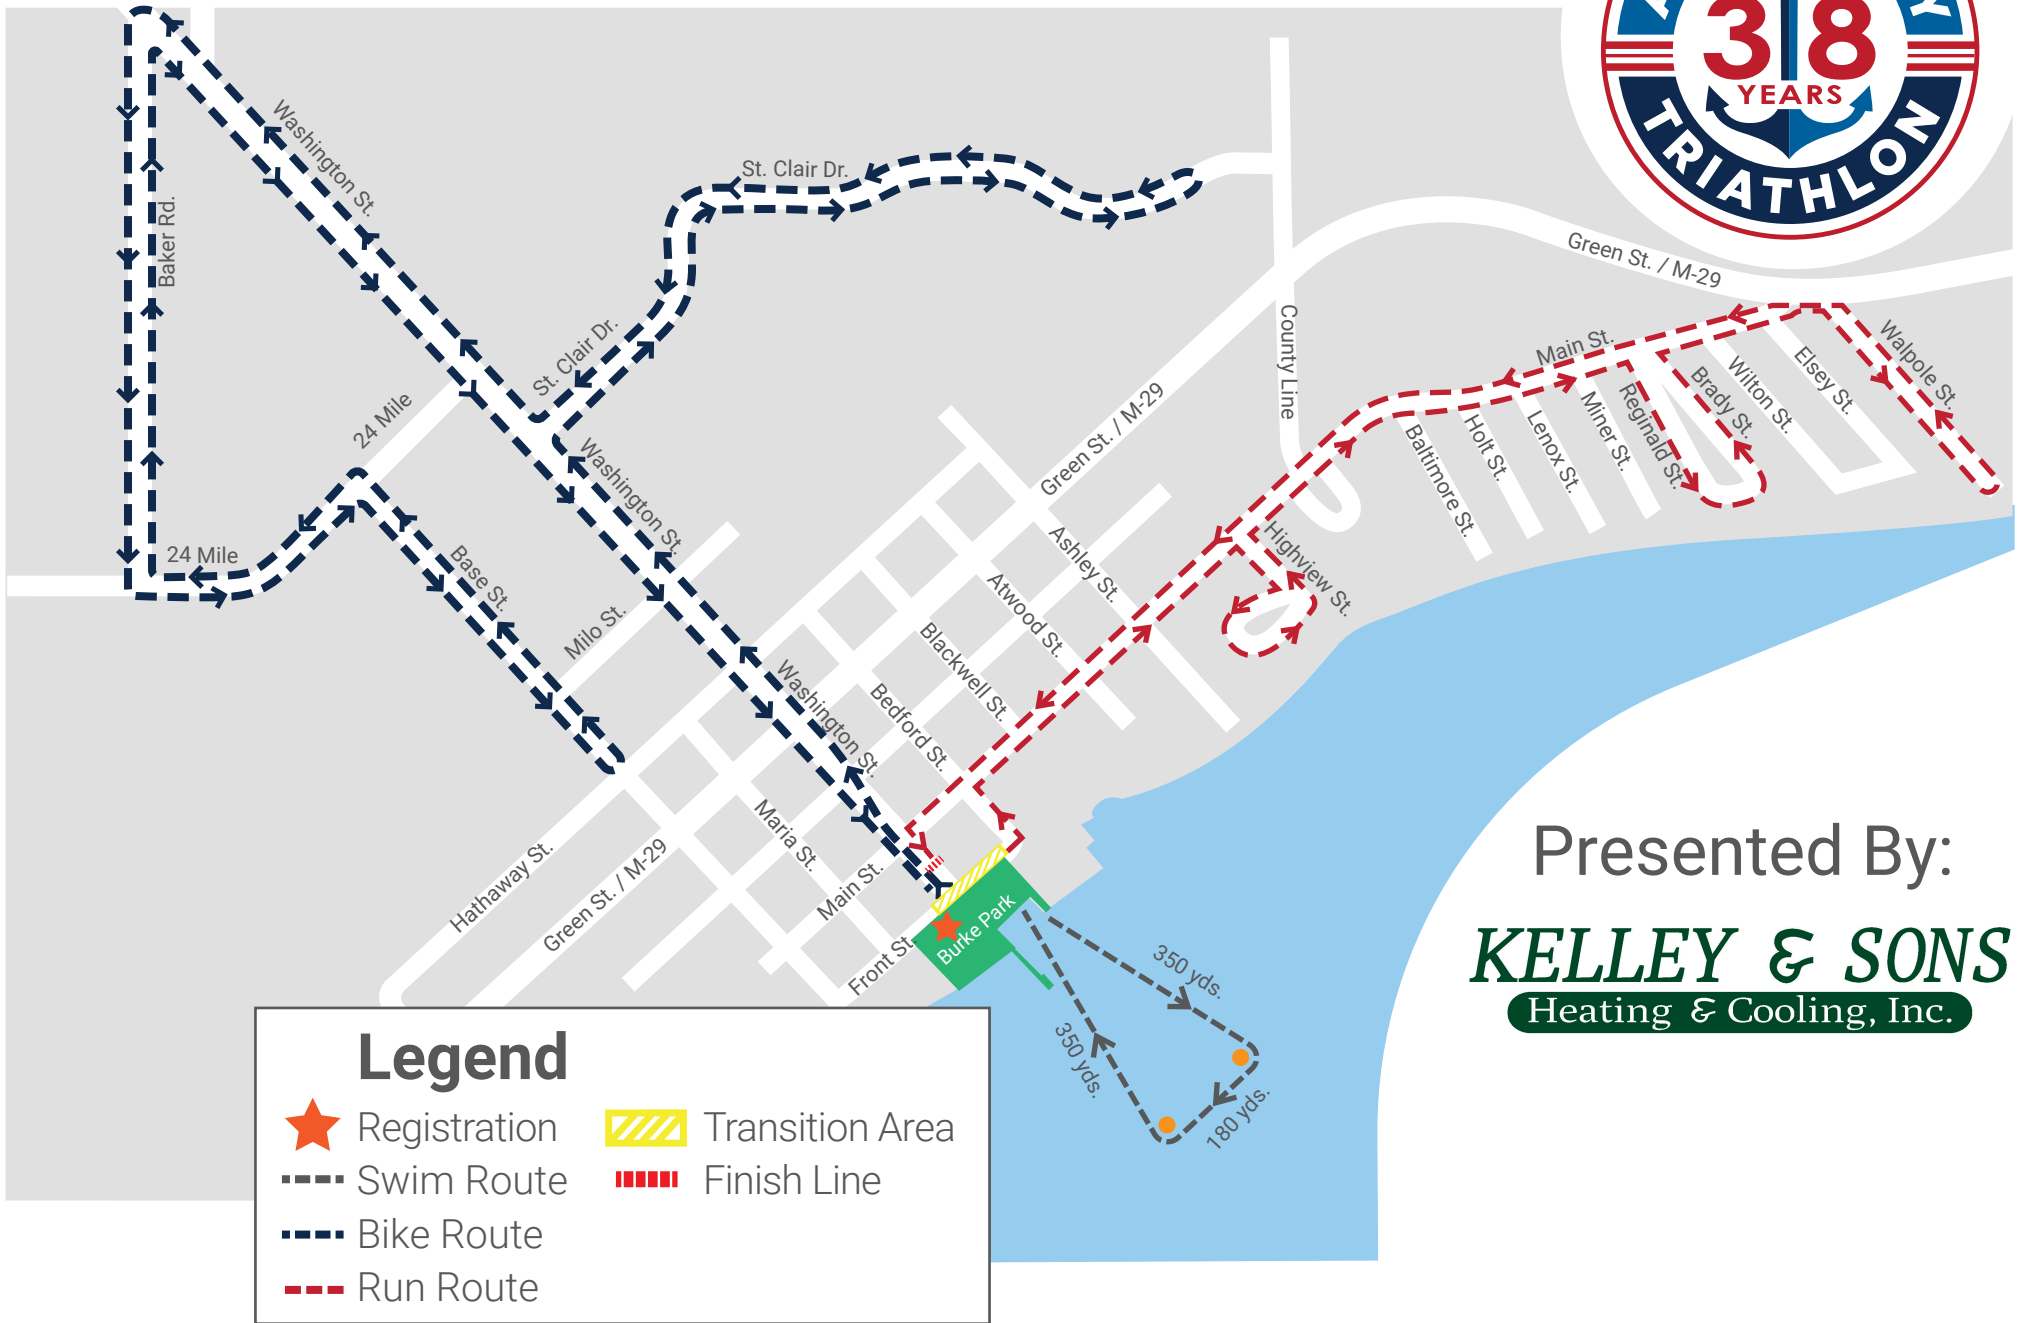 38
YEARS
TRIATHLON
Washington St.
Baker Rd.
St. Clair Dr.
St. Clair Dr.
Green St. / M-29
County Line
Main St.
Walpole St.
Elsey St.
Wilton St.
Brady St.
Reginald St.
Miner St.
Lenox St.
Holt St.
Baltimore St.
24 Mile
Green St. / M-29
Washington St.
24 Mile
Base St.
Milo St.
Highview St.
Ashley St.
Atwood St.
Blackwell St.
Bedford St.
Washington St.
Maria St.
Main St.
Hathaway St.
Green St. / M-29
Front St.
Burke Park
350 yds.
350 yds.
180 yds.
Presented By:
KELLEY & SONS
Heating & Cooling, Inc.
Legend
Registration
Transition Area
Swim Route
Finish Line
Bike Route
Run Route